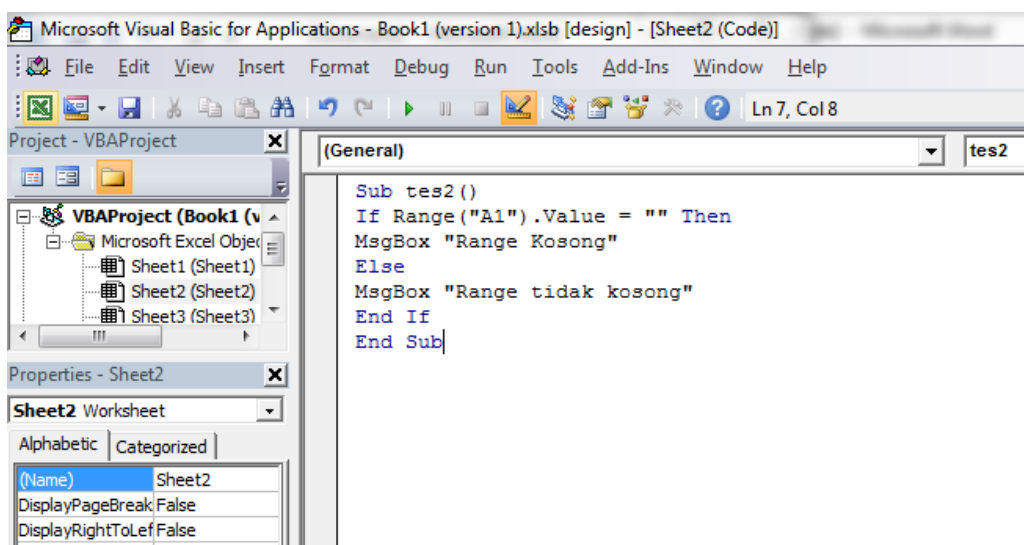 Microsoft Visual Basic for Applications - Book1 (version 1).xlsb [design] - [Sheet2 (Code)]
File Edit View Insert Format Debug Run Tools Add-Ins Window Help
Ln 7, Col 8
Project - VBAProject
(General) tes2
VBAProject (Book1 (v
Microsoft Excel Objec
Sheet1 (Sheet1)
Sheet2 (Sheet2)
Sheet3 (Sheet3)
Sub tes2()
If Range("A1").Value = "" Then
MsgBox "Range Kosong"
Else
MsgBox "Range tidak kosong"
End If
End Sub
Properties - Sheet2
Sheet2 Worksheet
Alphabetic Categorized
(Name) Sheet2
DisplayPageBreak False
DisplayRightToLef False